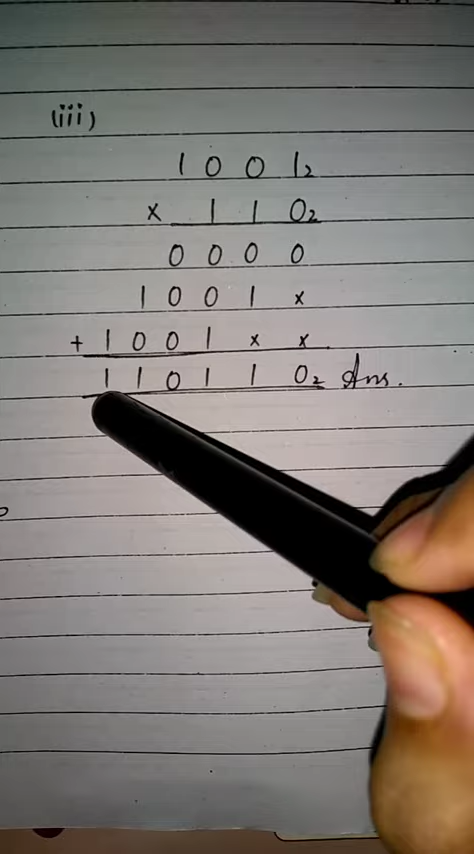 (iii)
1 0 0 1₂
× 1 1 0₂
0 0 0 0
1 0 0 1 ×
+ 1 0 0 1 × ×
1 1 0 1 1 0₂ Ans.